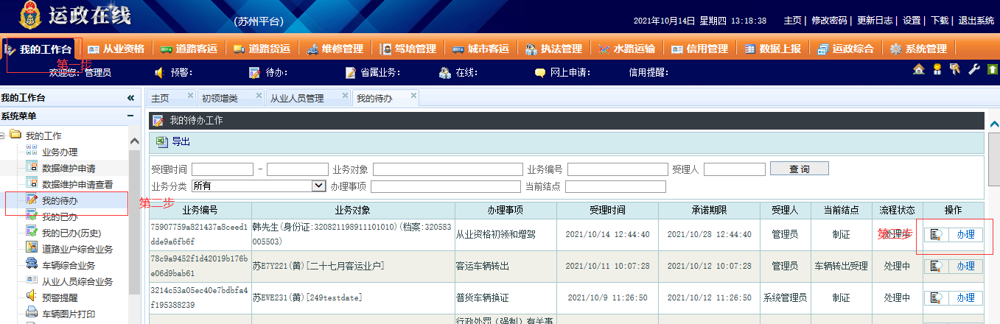 运政在线
(苏州平台)
2021年10月14日 星期四 13:18:38 主页| 修改密码| 更新日志| 设置| 下载| 退出系统
我的工作台 从业资格 道路客运 道路货运 维修管理 驾培管理 城市客运 执法管理 水路运输 信用管理 数据上报 运政综合 系统管理
第一步
欢迎您: 管理员 预警: 待办: 省属业务: 在线: 网上申请: 信用提醒:
我的工作台 «
系统菜单
我的工作
业务办理
数据维护申请
数据维护申请查看
我的待办
第二步
我的已办
我的已办(历史)
道路业户综合业务
车辆综合业务
从业人员综合业务
预警提醒
车辆图片打印
主页 初领增类 从业人员管理 我的待办
我的待办工作
导出
受理时间 - 业务对象 业务编号 受理人 查 询
业务分类 所有 办理事项 当前结点
业务编号 业务对象 办理事项 受理时间 承诺期限 受理人 当前结点 流程状态 操作
75907759a821437a8ceed1dde9a6fb6f 韩先生(身份证:320821198911101010)(档案:320583005503) 从业资格初领和增驾 2021/10/14 12:44:40 2021/10/28 12:44:40 管理员 制证 处理中 办理
78c9a9452f1d42019b176be06d9bab61 苏E7Y221(黄)[二十七月客运业户] 客运车辆转出 2021/10/11 10:07:28 2021/10/12 10:07:28 管理员 车辆转出受理 处理中 办理
3214c53a05ec40e7bdbfa4f195388239 苏EWE231(黄)[249testdate] 普货车辆换证 2021/10/9 11:26:50 2021/10/12 11:26:50 系统管理员 制证 处理中 办理
行政处罚（强制）有关事